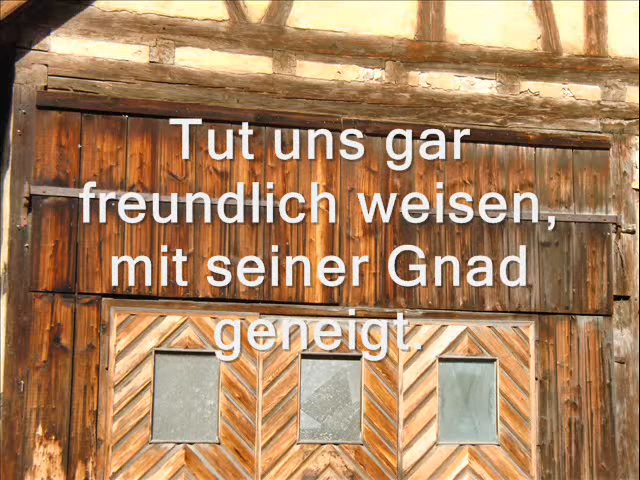 Tut uns gar
freundlich weisen,
mit seiner Gnad
geneigt.